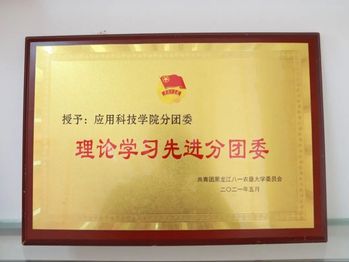 授予：应用科技学院分团委
理论学习先进分团委
共青团黑龙江八一农垦大学委员会
二〇二一年五月